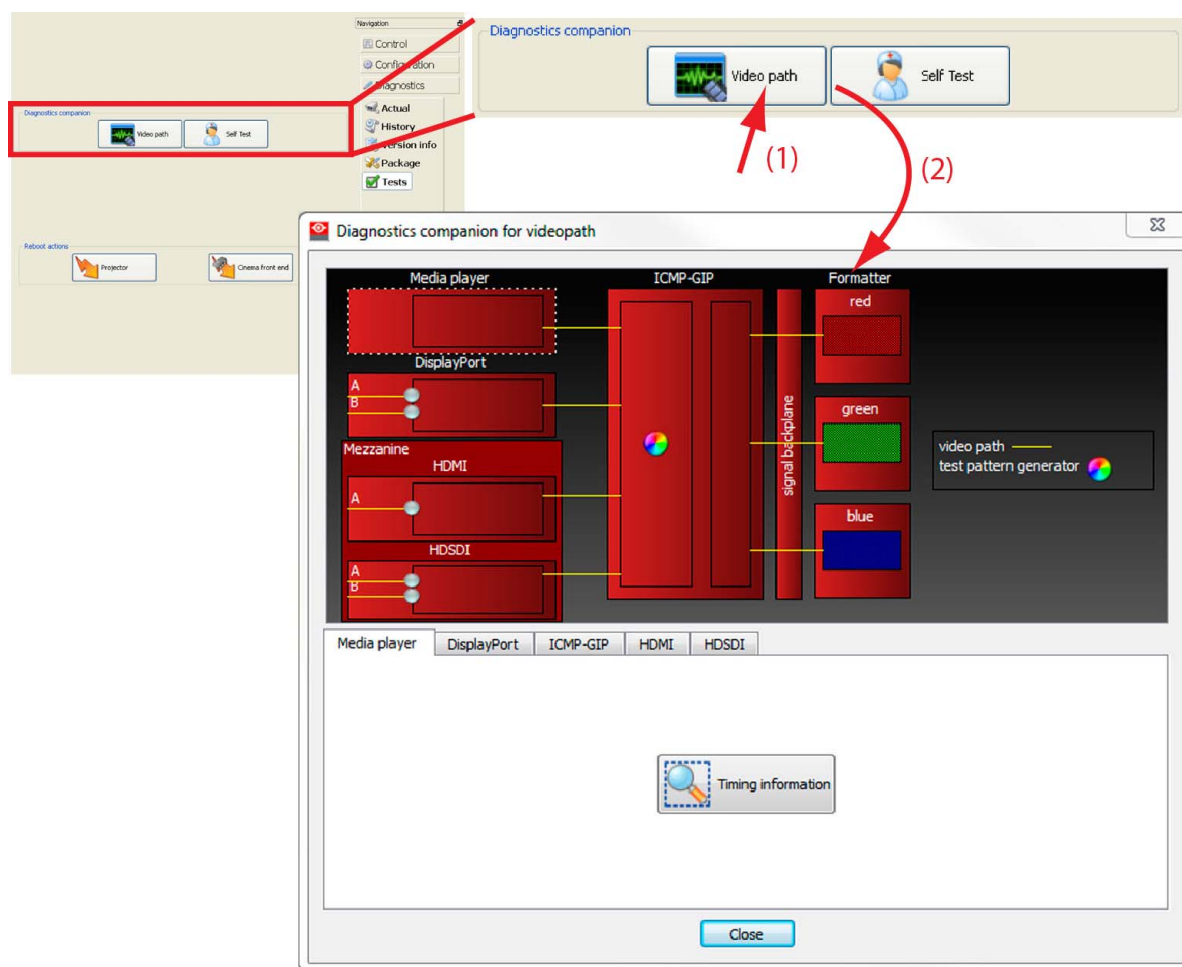 Navigation
Control
Configuration
Diagnostics
Actual
History
Version info
Package
Tests
Diagnostics companion
Video path
Self Test
Reboot actions
Projector
Cinema front end
Diagnostics companion
Video path
Self Test
(1)
(2)
Diagnostics companion for videopath
Media player
ICMP-GIP
Formatter
red
DisplayPort
A
B
green
signal backplane
Mezzanine
HDMI
A
video path
test pattern generator
blue
HDSDI
A
B
Media player
DisplayPort
ICMP-GIP
HDMI
HDSDI
Timing information
Close